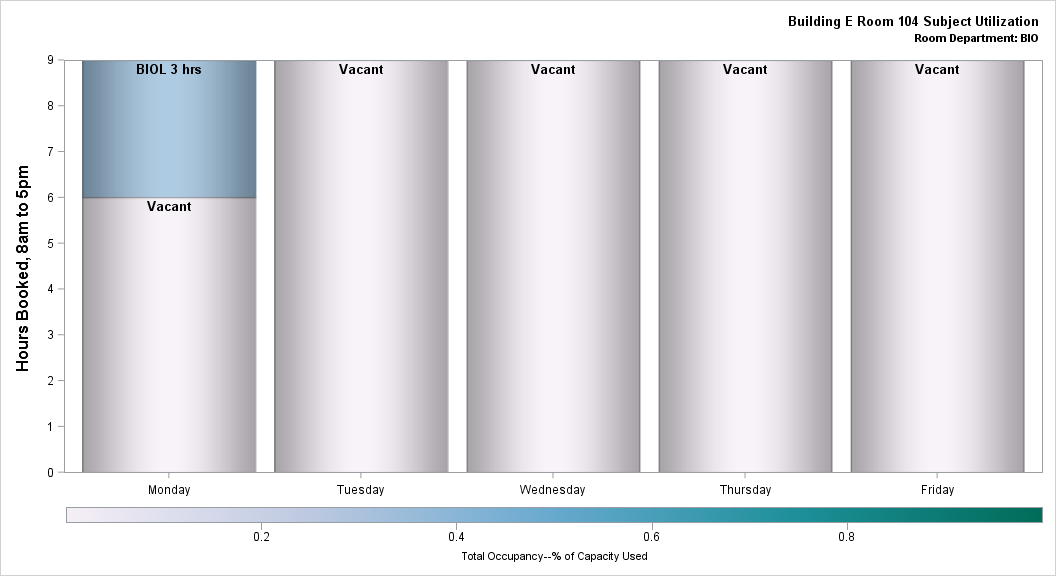 Building E Room 104 Subject Utilization
Room Department: BIO
Hours Booked, 8am to 5pm
9
8
7
6
5
4
3
2
1
0
BIOL 3 hrs
Vacant
Vacant
Vacant
Vacant
Vacant
Monday
Tuesday
Wednesday
Thursday
Friday
0.2
0.4
0.6
0.8
Total Occupancy--% of Capacity Used